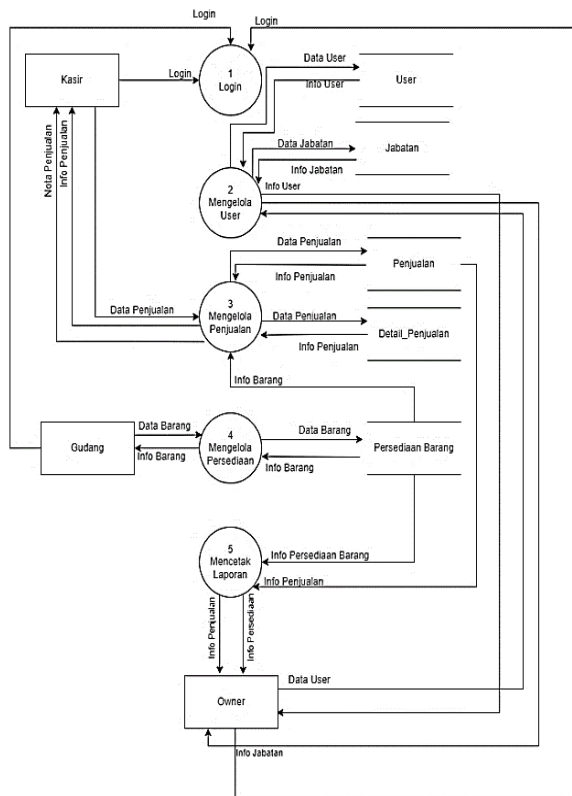 Login
Login
Kasir
Login
1
Login
Data User
Info User
User
Data Jabatan
Info Jabatan
Jabatan
Nota Penjualan
Info Penjualan
Info User
2
Mengelola
User
Data Penjualan
Info Penjualan
Penjualan
3
Mengelola
Penjualan
Data Penjualan
Data Penjualan
Info Penjualan
Detail_Penjualan
Info Barang
Gudang
Data Barang
Info Barang
4
Mengelola
Persediaan
Data Barang
Info Barang
Persediaan Barang
5
Mencetak
Laporan
Info Persediaan Barang
Info Penjualan
Info Penjualan
Info Persediaan
Owner
Data User
Info Jabatan